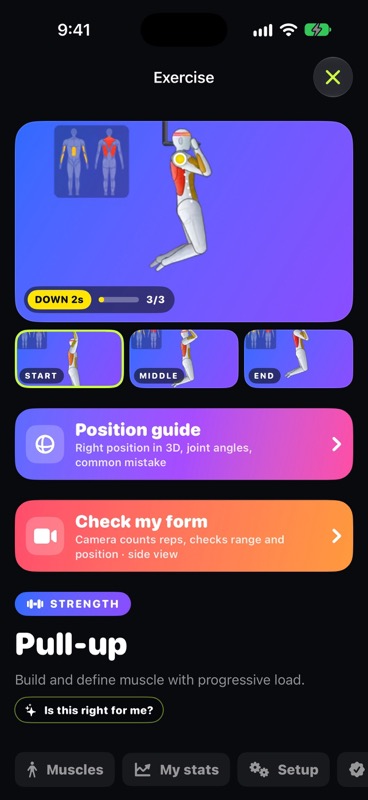 9:41
Exercise
DOWN 2s
3/3
START
MIDDLE
END
Position guide
Right position in 3D, joint angles,
common mistake
Check my form
Camera counts reps, checks range and
position · side view
STRENGTH
Pull-up
Build and define muscle with progressive load.
Is this right for me?
Muscles
My stats
Setup